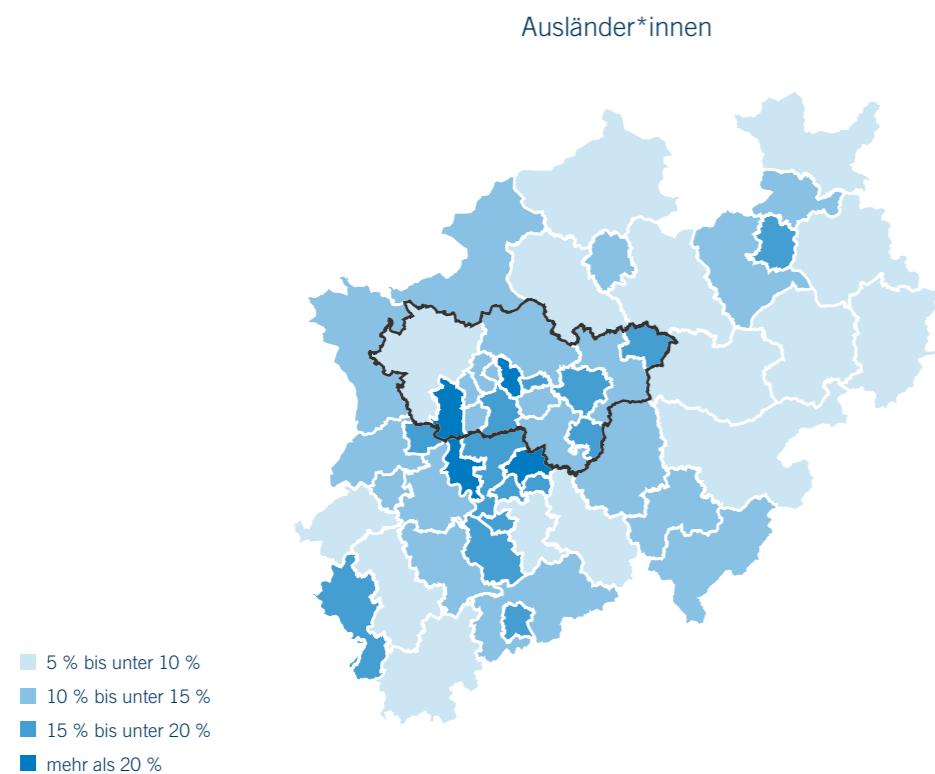 Ausländer*innen
5 % bis unter 10 %
10 % bis unter 15 %
15 % bis unter 20 %
mehr als 20 %